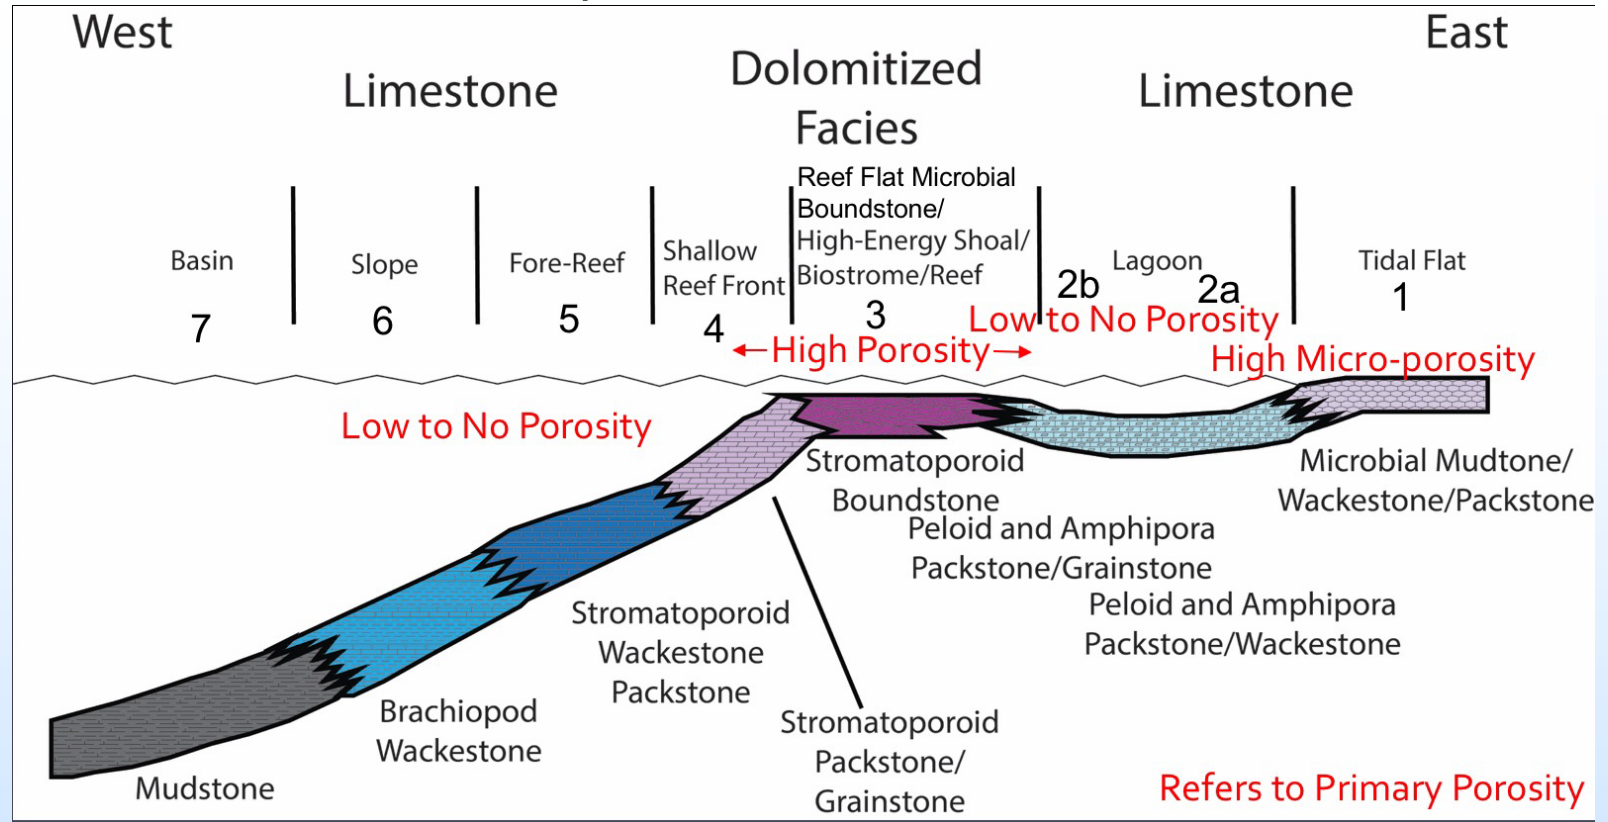 West
East
Limestone
Dolomitized
Facies
Limestone
Basin
7
Slope
6
Fore-Reef
5
Shallow
Reef Front
4
Reef Flat Microbial
Boundstone/
High-Energy Shoal/
Biostrome/Reef
3
Lagoon
2b
2a
Tidal Flat
1
Low to No Porosity
←High Porosity→
High Micro-porosity
Low to No Porosity
Stromatoporoid
Boundstone
Peloid and Amphipora
Packstone/Grainstone
Peloid and Amphipora
Packstone/Wackestone
Microbial Mudtone/
Wackestone/Packstone
Stromatoporoid
Wackestone
Packstone
Stromatoporoid
Packstone/
Grainstone
Brachiopod
Wackestone
Mudstone
Refers to Primary Porosity